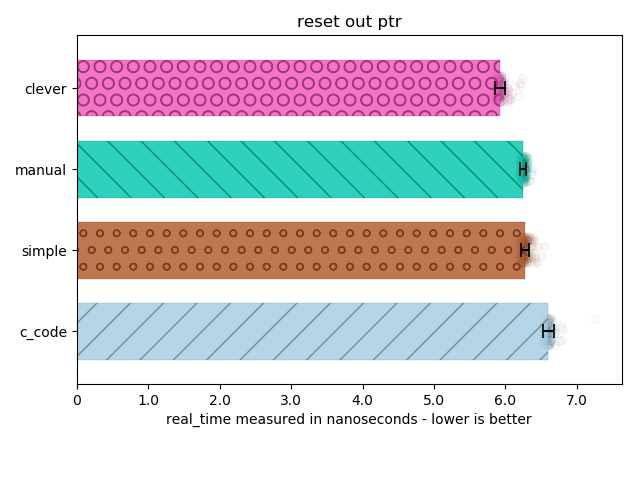 reset out ptr
clever
manual
simple
c_code
0 1.0 2.0 3.0 4.0 5.0 6.0 7.0
real_time measured in nanoseconds - lower is better